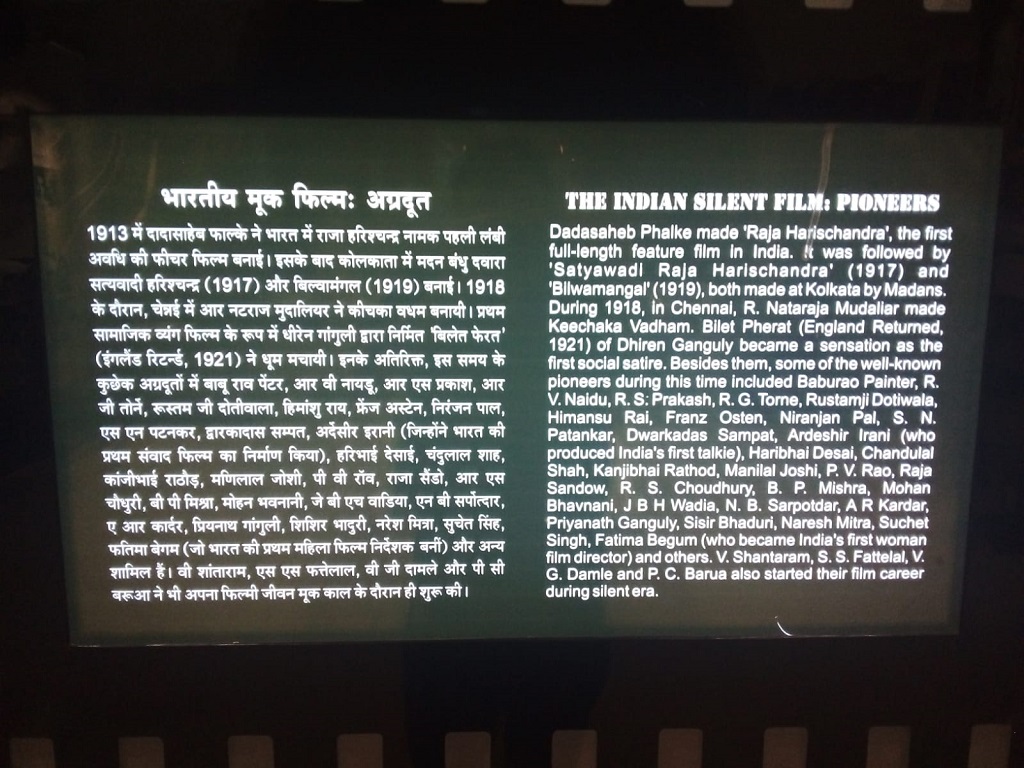 भारतीय मूक फिल्म: अग्रदूत
1913 में दादासाहेब फाल्के ने भारत में राजा हरिश्चन्द्र नामक पहली लंबी
अवधि की फीचर फिल्म बनाई। इसके बाद कोलकाता में मदन बंधु दवारा
सत्यवादी हरिश्चन्द्र (1917) और बिल्वामंगल (1919) बनाई। 1918
के दौरान, चेन्नई में आर नटराज मुदालियर ने कीचका वधम बनायी। प्रथम
सामाजिक व्यंग फिल्म के रूप में धीरेन गांगुली द्वारा निर्मित 'बिलेत फेरत'
(इंगलैंड रिटर्न्ड, 1921) ने धूम मचायी। इनके अतिरिक्त, इस समय के
कुछेक अग्रदूतों में बाबू राव पेंटर, आर वी नायडू, आर एस प्रकाश, आर
जी तोर्ने, रूस्तम जी दोतीवाला, हिमांशु राय, फ्रेंज अस्टेन, निरंजन पाल,
एस एन पटनकर, द्वारकादास सम्पत, अर्देसीर इरानी (जिन्होंने भारत की
प्रथम संवाद फिल्म का निर्माण किया), हरिभाई देसाई, चंदुलाल शाह,
कांजीभाई राठौड़, मणिलाल जोशी, पी वी रॉव, राजा सैंडो, आर एस
चौधुरी, बी पी मिश्रा, मोहन भवनानी, जे बी एच वाडिया, एन बी सर्पोत्दार,
ए आर कार्दर, प्रियनाथ गांगुली, शिशिर भादुरी, नरेश मित्रा, सुचेत सिंह,
फतिमा बेगम (जो भारत की प्रथम महिला फिल्म निर्देशक बनीं) और अन्य
शामिल हैं। वी शांताराम, एस एस फत्तेलाल, वी जी दामले और पी सी
बरूआ ने भी अपना फिल्मी जीवन मूक काल के दौरान ही शुरू की।
THE INDIAN SILENT FILM: PIONEERS
Dadasaheb Phalke made 'Raja Harischandra', the first
full-length feature film in India. It was followed by
'Satyawadi Raja Harischandra' (1917) and
'Bilwamangal' (1919), both made at Kolkata by Madans.
During 1918, in Chennai, R. Nataraja Mudaliar made
Keechaka Vadham. Bilet Pherat (England Returned,
1921) of Dhiren Ganguly became a sensation as the
first social satire. Besides them, some of the well-known
pioneers during this time included Baburao Painter, R.
V. Naidu, R. S. Prakash, R. G. Torne, Rustamji Dotiwala,
Himansu Rai, Franz Osten, Niranjan Pal, S. N.
Patankar, Dwarkadas Sampat, Ardeshir Irani (who
produced India's first talkie), Haribhai Desai, Chandulal
Shah, Kanjibhai Rathod, Manilal Joshi, P. V. Rao, Raja
Sandow, R. S. Choudhury, B. P. Mishra, Mohan
Bhavnani, J B H Wadia, N. B. Sarpotdar, A R Kardar,
Priyanath Ganguly, Sisir Bhaduri, Naresh Mitra, Suchet
Singh, Fatima Begum (who became India's first woman
film director) and others. V. Shantaram, S. S. Fattelal, V.
G. Damle and P. C. Barua also started their film career
during silent era.